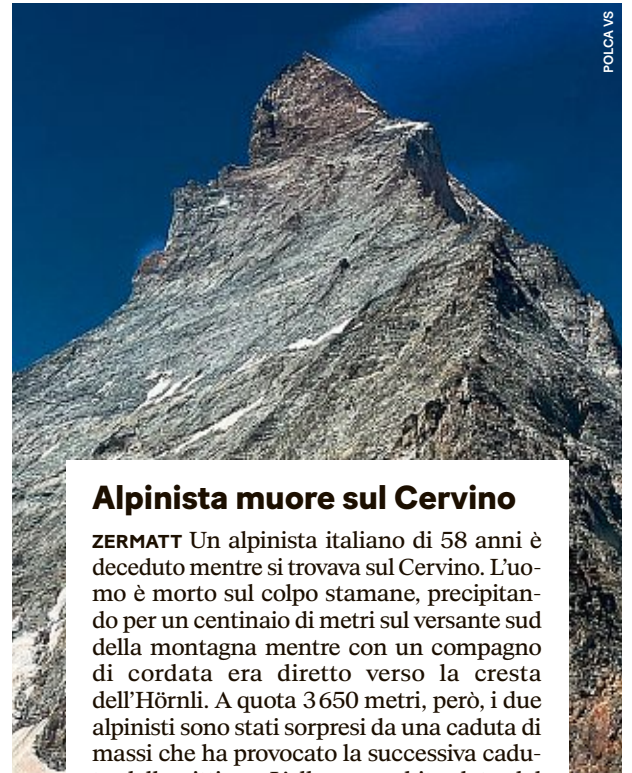 POLCA VS
Alpinista muore sul Cervino
ZERMATT Un alpinista italiano di 58 anni è
deceduto mentre si trovava sul Cervino. L'uo-
mo è morto sul colpo stamane, precipitan-
do per un centinaio di metri sul versante sud
della montagna mentre con un compagno
di cordata era diretto verso la cresta
dell'Hörnli. A quota 3650 metri, però, i due
alpinisti sono stati sorpresi da una caduta di
massi che ha provocato la successiva cadu-